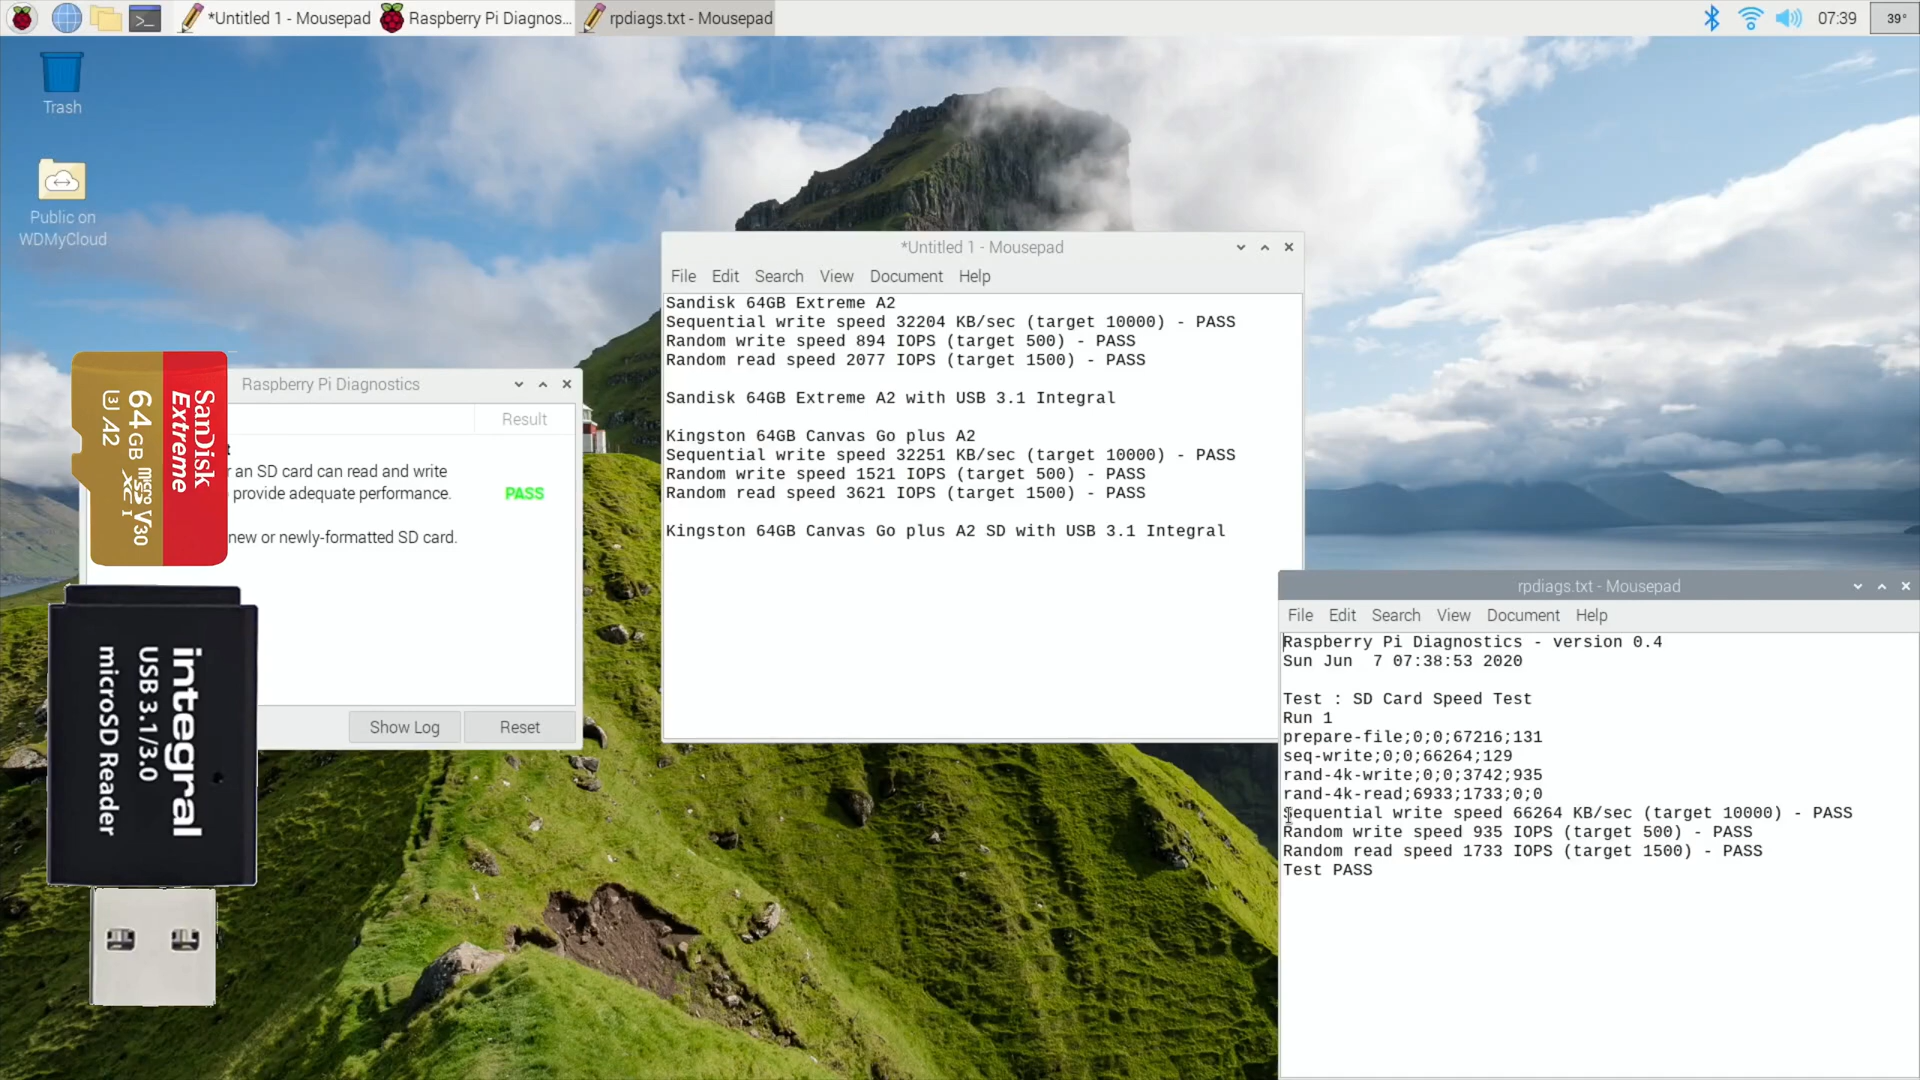 *Untitled 1 - Mousepad
Raspberry Pi Diagnos...
rpdiags.txt - Mousepad
07:39
39°
Trash
Public on
WDMyCloud
*Untitled 1 - Mousepad
File Edit Search View Document Help
Sandisk 64GB Extreme A2
Sequential write speed 32204 KB/sec (target 10000) - PASS
Random write speed 894 IOPS (target 500) - PASS
Random read speed 2077 IOPS (target 1500) - PASS
Sandisk 64GB Extreme A2 with USB 3.1 Integral
Kingston 64GB Canvas Go plus A2
Sequential write speed 32251 KB/sec (target 10000) - PASS
Random write speed 1521 IOPS (target 500) - PASS
Random read speed 3621 IOPS (target 1500) - PASS
Kingston 64GB Canvas Go plus A2 SD with USB 3.1 Integral
Raspberry Pi Diagnostics
Result
an SD card can read and write
provide adequate performance.
PASS
new or newly-formatted SD card.
Show Log
Reset
SanDisk
Extreme
64GB microSD XC I V30
U3 A2
integral
USB 3.1/3.0
microSD Reader
rpdiags.txt - Mousepad
File Edit Search View Document Help
Raspberry Pi Diagnostics - version 0.4
Sun Jun  7 07:38:53 2020
Test : SD Card Speed Test
Run 1
prepare-file;0;0;67216;131
seq-write;0;0;66264;129
rand-4k-write;0;0;3742;935
rand-4k-read;6933;1733;0;0
Sequential write speed 66264 KB/sec (target 10000) - PASS
Random write speed 935 IOPS (target 500) - PASS
Random read speed 1733 IOPS (target 1500) - PASS
Test PASS